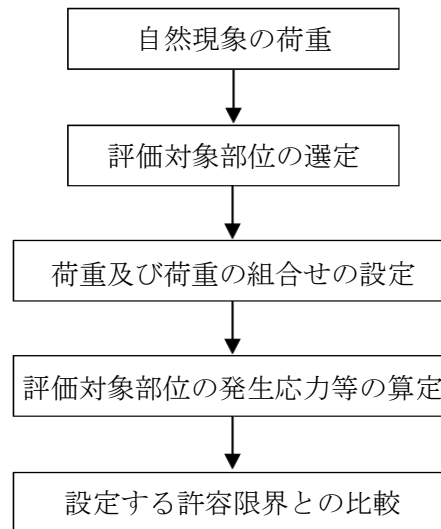 自然現象の荷重
評価対象部位の選定
荷重及び荷重の組合せの設定
評価対象部位の発生応力等の算定
設定する許容限界との比較